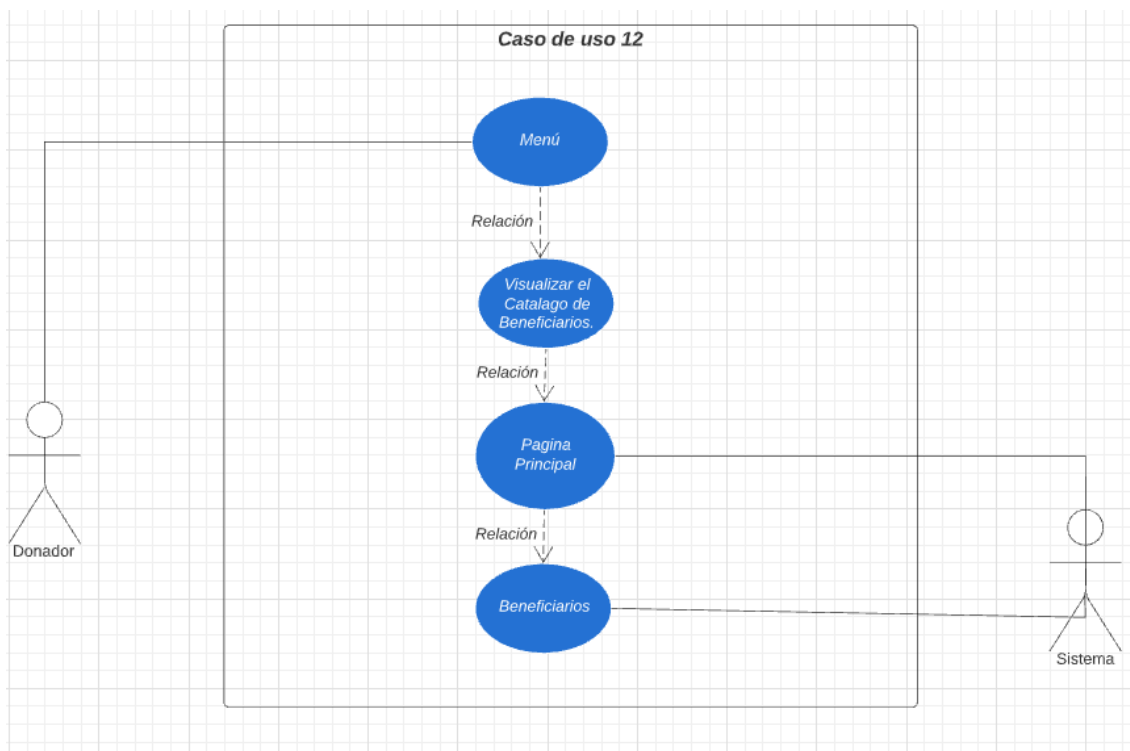 Caso de uso 12
Menú
Relación
Visualizar el
Catalago de
Beneficiarios.
Relación
Pagina
Principal
Relación
Beneficiarios
Donador
Sistema